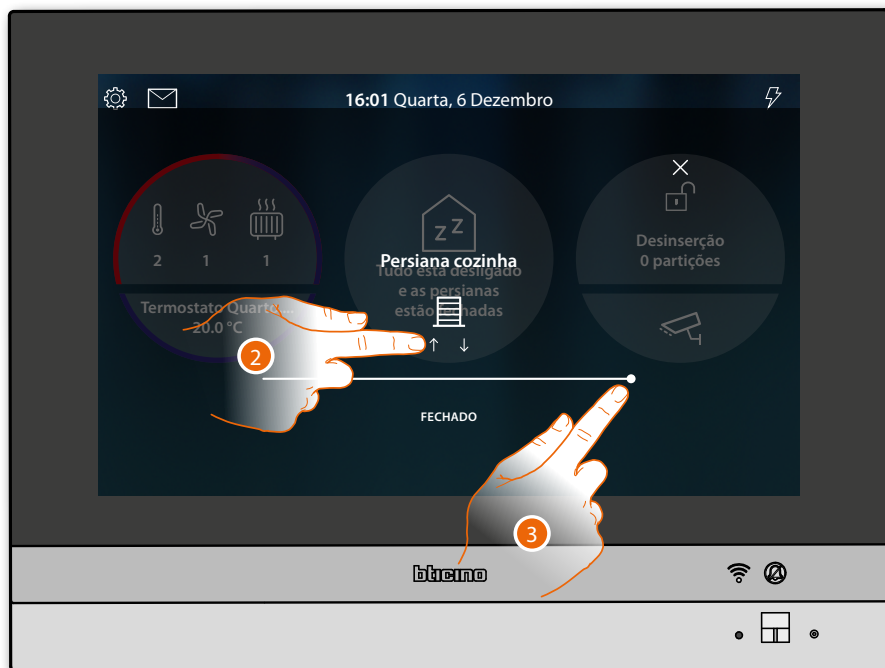 16:01 Quarta, 6 Dezembro
2 1 1
Termostato Quarto ...
20.0 °C
zZ
Persiana cozinha
Tudo está desligado
e as persianas
estão fechadas
Desinserção
0 partições
2
FECHADO
3
bticino